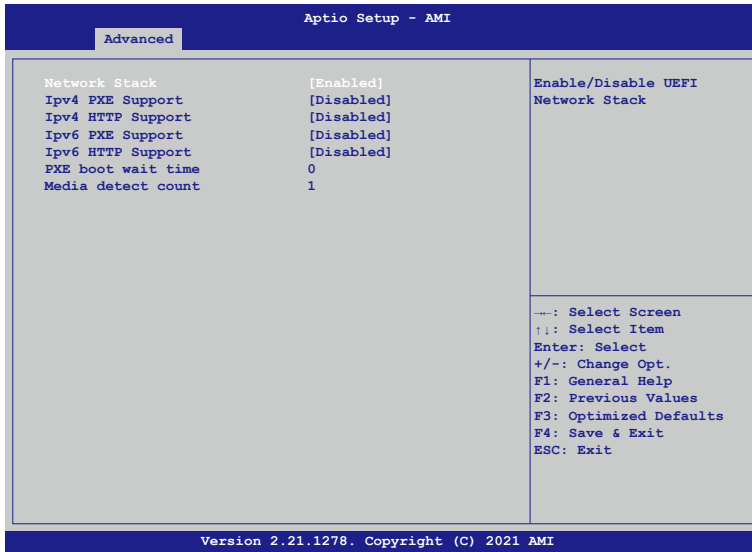 Aptio Setup - AMI
Advanced
Network Stack [Enabled]
Ipv4 PXE Support [Disabled]
Ipv4 HTTP Support [Disabled]
Ipv6 PXE Support [Disabled]
Ipv6 HTTP Support [Disabled]
PXE boot wait time 0
Media detect count 1
Enable/Disable UEFI
Network Stack
→←: Select Screen
↑↓: Select Item
Enter: Select
+/-: Change Opt.
F1: General Help
F2: Previous Values
F3: Optimized Defaults
F4: Save & Exit
ESC: Exit
Version 2.21.1278. Copyright (C) 2021 AMI